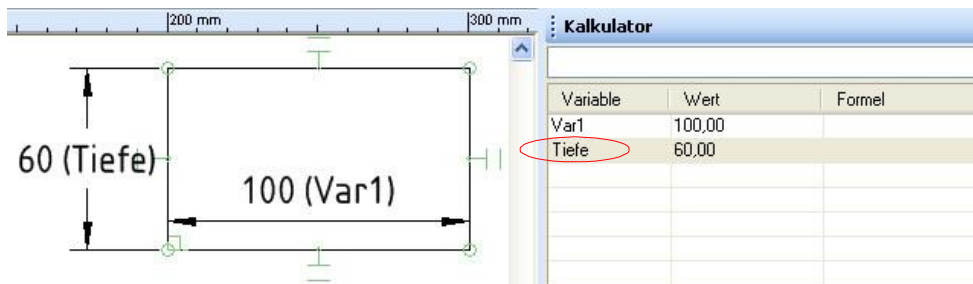 200 mm 300 mm
Kalkulator
Variable Wert Formel
Var1 100,00
Tiefe 60,00
60 (Tiefe)
100 (Var1)